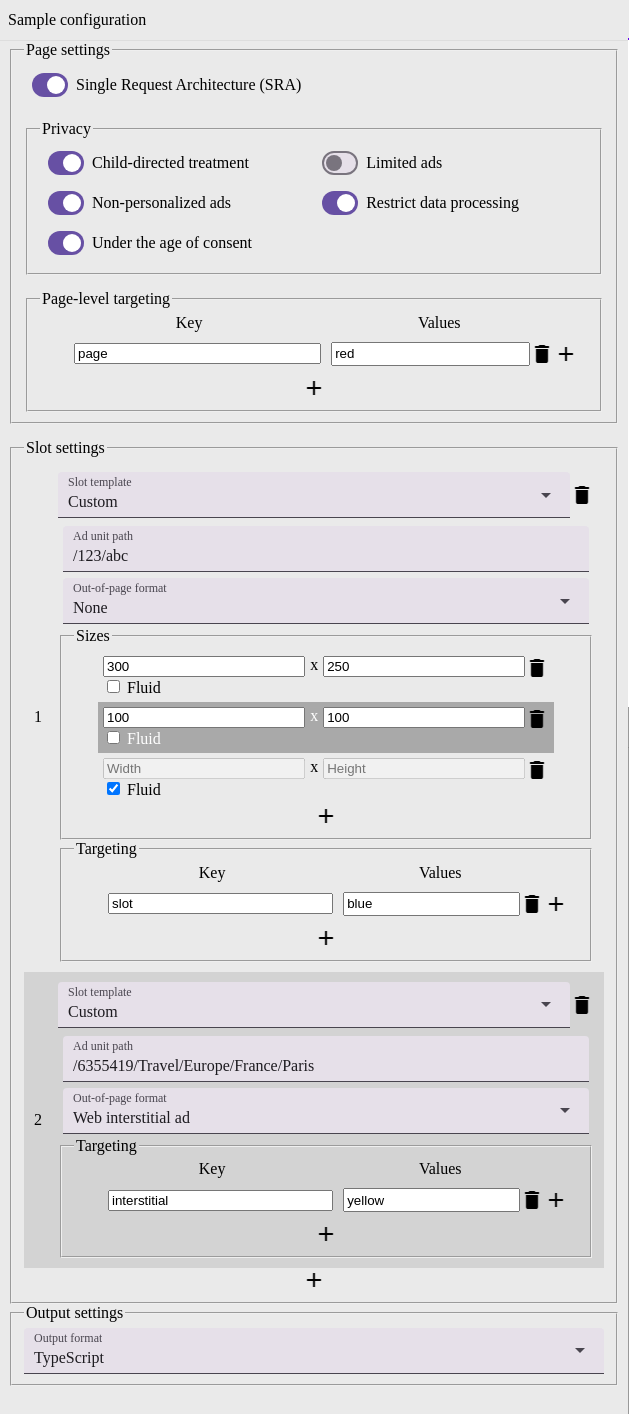 Sample configuration
Page settings
Single Request Architecture (SRA)
Privacy
Child-directed treatment Limited ads
Non-personalized ads Restrict data processing
Under the age of consent
Page-level targeting
Key Values
page red
Slot settings
1
Slot template
Custom
Ad unit path
/123/abc
Out-of-page format
None
Sizes
300 x 250
Fluid
100 x 100
Fluid
Width x Height
Fluid
Targeting
Key Values
slot blue
2
Slot template
Custom
Ad unit path
/6355419/Travel/Europe/France/Paris
Out-of-page format
Web interstitial ad
Targeting
Key Values
interstitial yellow
Output settings
Output format
TypeScript